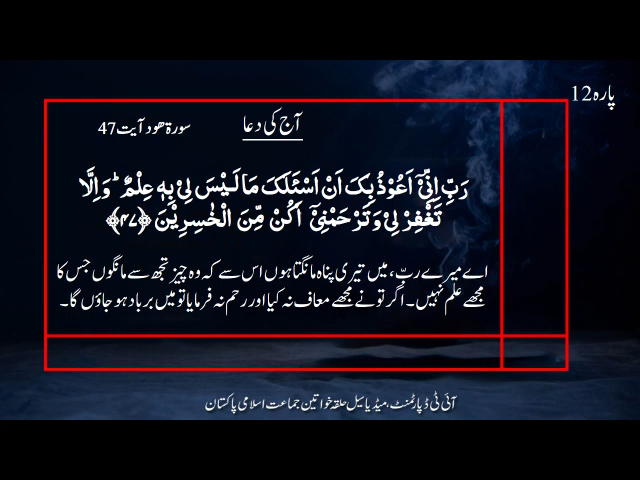 پارہ 12
آج کی دعا
سورۃ ھود آیت 47
رَبِّ اِنِّیْۤ اَعُوْذُ بِکَ اَنْ اَسْـَٔلَکَ مَا لَیْسَ لِیْ بِہٖ عِلْمٌ ؕ وَ اِلَّا
تَغْفِرْ لِیْ وَ تَرْحَمْنِیْۤ اَکُنْ مِّنَ الْخٰسِرِیْنَ ﴿۴۷﴾
اے میرے ربّ، میں تیری پناہ مانگتا ہوں اس سے کہ وہ چیز تجھ سے مانگوں جس کا
مجھے علم نہیں۔ اگر تو نے مجھے معاف نہ کیا اور رحم نہ فرمایا تو میں برباد ہو جاؤں گا۔
آئی ٹی ڈپارٹمنٹ، میڈیا سیل حلقہ خواتین جماعت اسلامی پاکستان